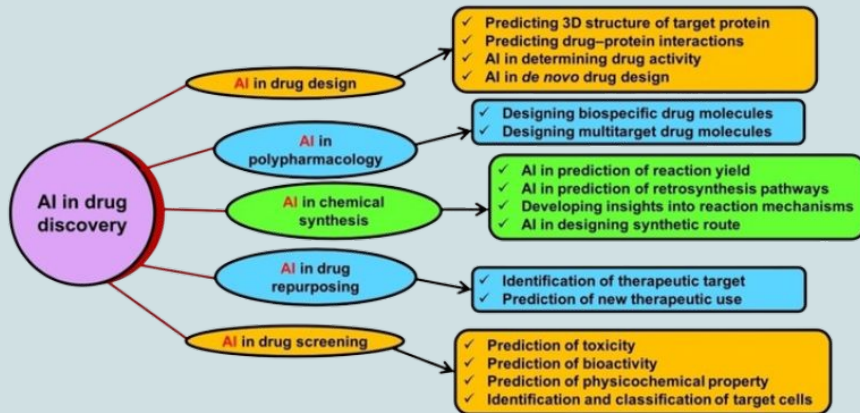 AI in drug
discovery
AI in drug design
✓ Predicting 3D structure of target protein
✓ Predicting drug–protein interactions
✓ AI in determining drug activity
✓ AI in de novo drug design
AI in
polypharmacology
✓ Designing biospecific drug molecules
✓ Designing multitarget drug molecules
AI in chemical
synthesis
✓ AI in prediction of reaction yield
✓ AI in prediction of retrosynthesis pathways
✓ Developing insights into reaction mechanisms
✓ AI in designing synthetic route
AI in drug
repurposing
✓ Identification of therapeutic target
✓ Prediction of new therapeutic use
AI in drug screening
✓ Prediction of toxicity
✓ Prediction of bioactivity
✓ Prediction of physicochemical property
✓ Identification and classification of target cells